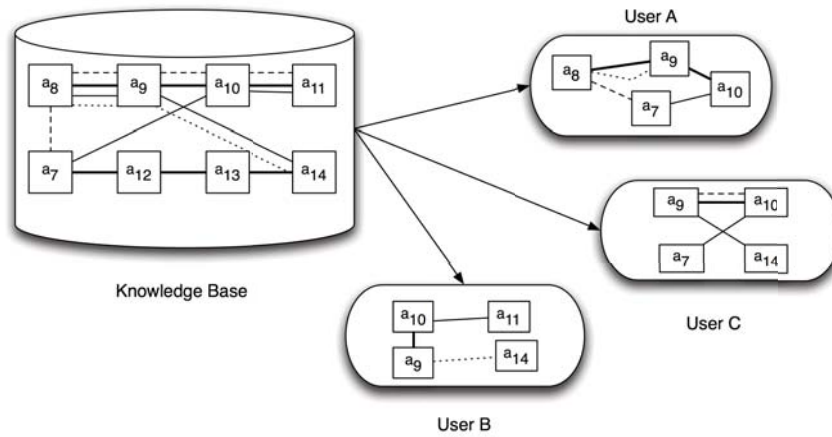 User A
a8 a9 a10 a11
a7 a12 a13 a14
Knowledge Base
a9
a8
a10
a7
a9 a10
a7 a14
User C
a10 a11
a9 a14
User B